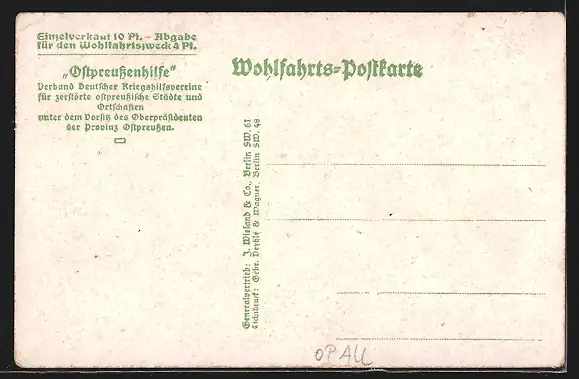 Einzelverkauf 10 Pf. – Abgabe
für den Wohlfahrtszweck 4 Pf.
„Ostpreußenhilfe“
Verband Deutscher Kriegshilfsvereine
für zerstörte ostpreußische Städte und
Ortschaften
unter dem Vorsitz des Oberpräsidenten
der Provinz Ostpreußen.
Wohlfahrts-Postkarte
Generalvertrieb: J. Wieland & Co., Berlin SW. 61
Lichtdruck: Gebr. & Wagner, Berlin SW. 48
OPAU